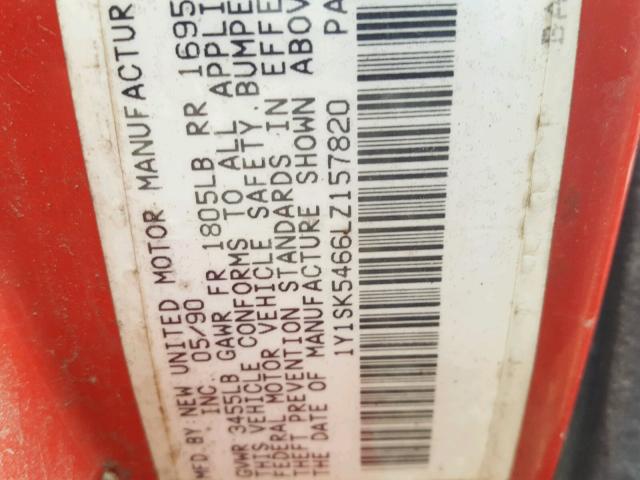 MFD. BY: NEW UNITED MOTOR MANUFACTUR
INC. 05/90
GVWR 3455LB GAWR FR 1805LB RR 1695
THIS VEHICLE CONFORMS TO ALL APPLI
FEDERAL MOTOR VEHICLE SAFETY, BUMPE
THEFT PREVENTION STANDARDS IN EFFE
THE DATE OF MANUFACTURE SHOWN ABOV
1Y1SK5466LZ157820 PA
BA